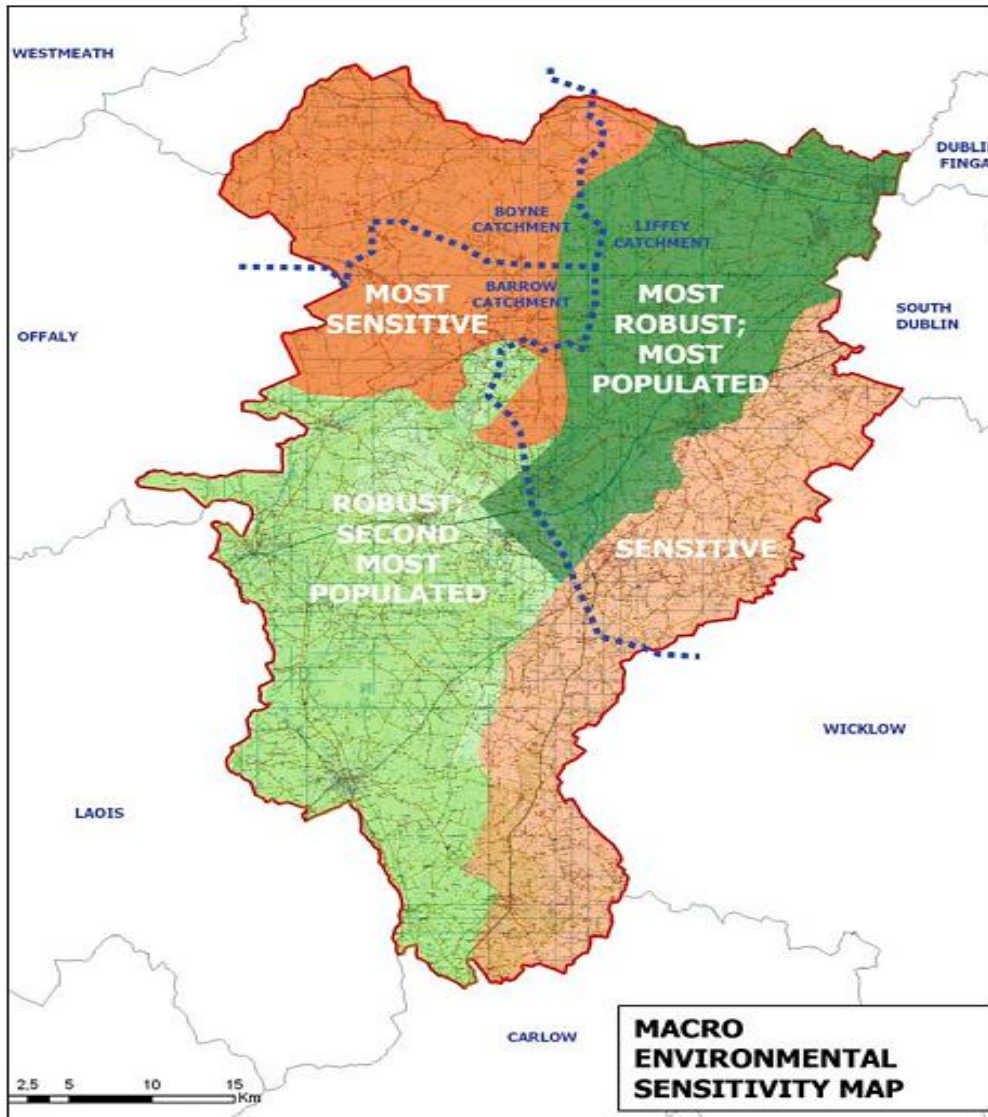 WESTMEATH
DUBLIN
FINGA
BOYNE
CATCHMENT
LIFFEY
CATCHMENT
BARROW
CATCHMENT
MOST
SENSITIVE
MOST
ROBUST;
MOST
POPULATED
SOUTH
DUBLIN
OFFALY
ROBUST;
SECOND
MOST
POPULATED
SENSITIVE
WICKLOW
LAOIS
CARLOW
MACRO
ENVIRONMENTAL
SENSITIVITY MAP
2.5 5 10 15
Km